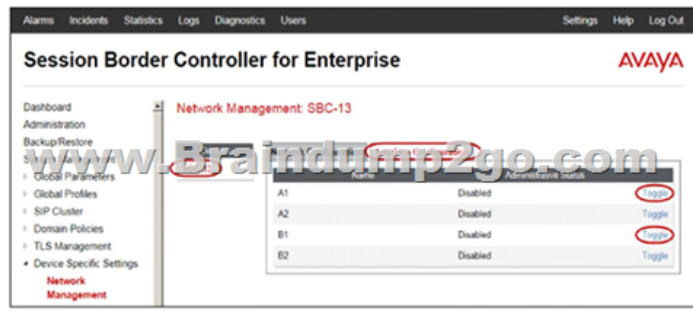 Alarms Incidents Statistics Logs Diagnostics Users Settings Help Log Out
Session Border Controller for Enterprise AVAYA
Dashboard
Administration
Backup/Restore
Network Management: SBC-13
www.Braindump2go.com
Global Parameters
Global Profiles
SIP Cluster
Domain Policies
TLS Management
Device Specific Settings
Network
Management
Name Administrative Status
A1 Disabled Toggle
A2 Disabled Toggle
B1 Disabled Toggle
B2 Disabled Toggle